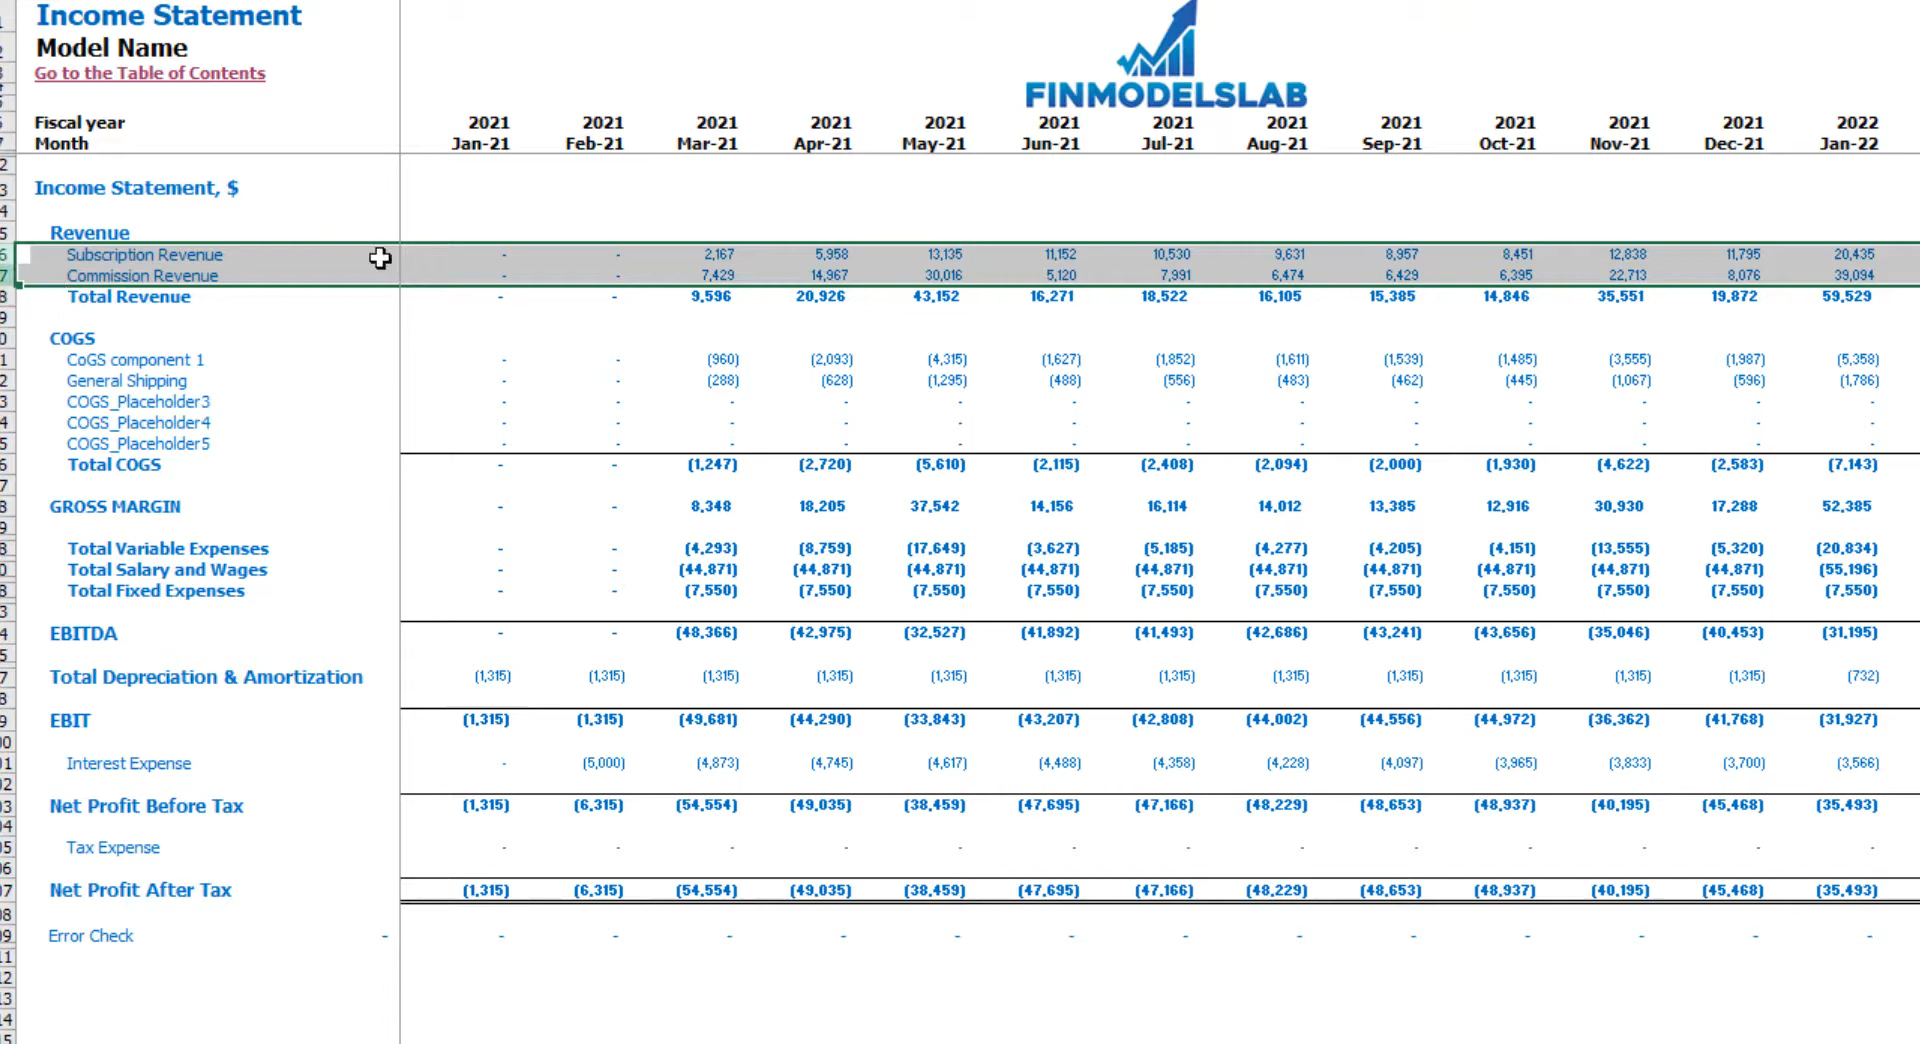 Income Statement
Model Name
Go to the Table of Contents
FINMODELSLAB
Fiscal year 2021 2021 2021 2021 2021 2021 2021 2021 2021 2021 2021 2021 2022
Month Jan-21 Feb-21 Mar-21 Apr-21 May-21 Jun-21 Jul-21 Aug-21 Sep-21 Oct-21 Nov-21 Dec-21 Jan-22
Income Statement, $
Revenue
Subscription Revenue - - 2,167 5,958 13,135 11,152 10,530 9,631 8,957 8,451 12,838 11,795 20,435
Commission Revenue - - 7,429 14,967 30,016 5,120 7,991 6,474 6,429 6,395 22,713 8,076 39,094
Total Revenue - - 9,596 20,926 43,152 16,271 18,522 16,105 15,385 14,846 35,551 19,872 59,529
COGS
CoGS component 1 - - (960) (2,093) (4,315) (1,627) (1,852) (1,611) (1,539) (1,485) (3,555) (1,987) (5,358)
General Shipping - - (288) (628) (1,295) (488) (556) (483) (462) (445) (1,067) (596) (1,786)
COGS_Placeholder3 - - - - - - - - - - - - -
COGS_Placeholder4 - - - - - - - - - - - - -
COGS_Placeholder5 - - - - - - - - - - - - -
Total COGS - - (1,247) (2,720) (5,610) (2,115) (2,408) (2,094) (2,000) (1,930) (4,622) (2,583) (7,143)
GROSS MARGIN - - 8,348 18,205 37,542 14,156 16,114 14,012 13,385 12,916 30,930 17,288 52,385
Total Variable Expenses - - (4,293) (8,759) (17,649) (3,627) (5,185) (4,277) (4,205) (4,151) (13,555) (5,320) (20,834)
Total Salary and Wages - - (44,871) (44,871) (44,871) (44,871) (44,871) (44,871) (44,871) (44,871) (44,871) (44,871) (55,196)
Total Fixed Expenses - - (7,550) (7,550) (7,550) (7,550) (7,550) (7,550) (7,550) (7,550) (7,550) (7,550) (7,550)
EBITDA - - (48,366) (42,975) (32,527) (41,892) (41,493) (42,686) (43,241) (43,656) (35,046) (40,453) (31,195)
Total Depreciation & Amortization (1,315) (1,315) (1,315) (1,315) (1,315) (1,315) (1,315) (1,315) (1,315) (1,315) (1,315) (1,315) (732)
EBIT (1,315) (1,315) (49,681) (44,290) (33,843) (43,207) (42,808) (44,002) (44,556) (44,972) (36,362) (41,768) (31,927)
Interest Expense - (5,000) (4,873) (4,745) (4,617) (4,488) (4,358) (4,228) (4,097) (3,965) (3,833) (3,700) (3,566)
Net Profit Before Tax (1,315) (6,315) (54,554) (49,035) (38,459) (47,695) (47,166) (48,229) (48,653) (48,937) (40,195) (45,468) (35,493)
Tax Expense - - - - - - - - - - - - -
Net Profit After Tax (1,315) (6,315) (54,554) (49,035) (38,459) (47,695) (47,166) (48,229) (48,653) (48,937) (40,195) (45,468) (35,493)
Error Check - - - - - - - - - - - - - -